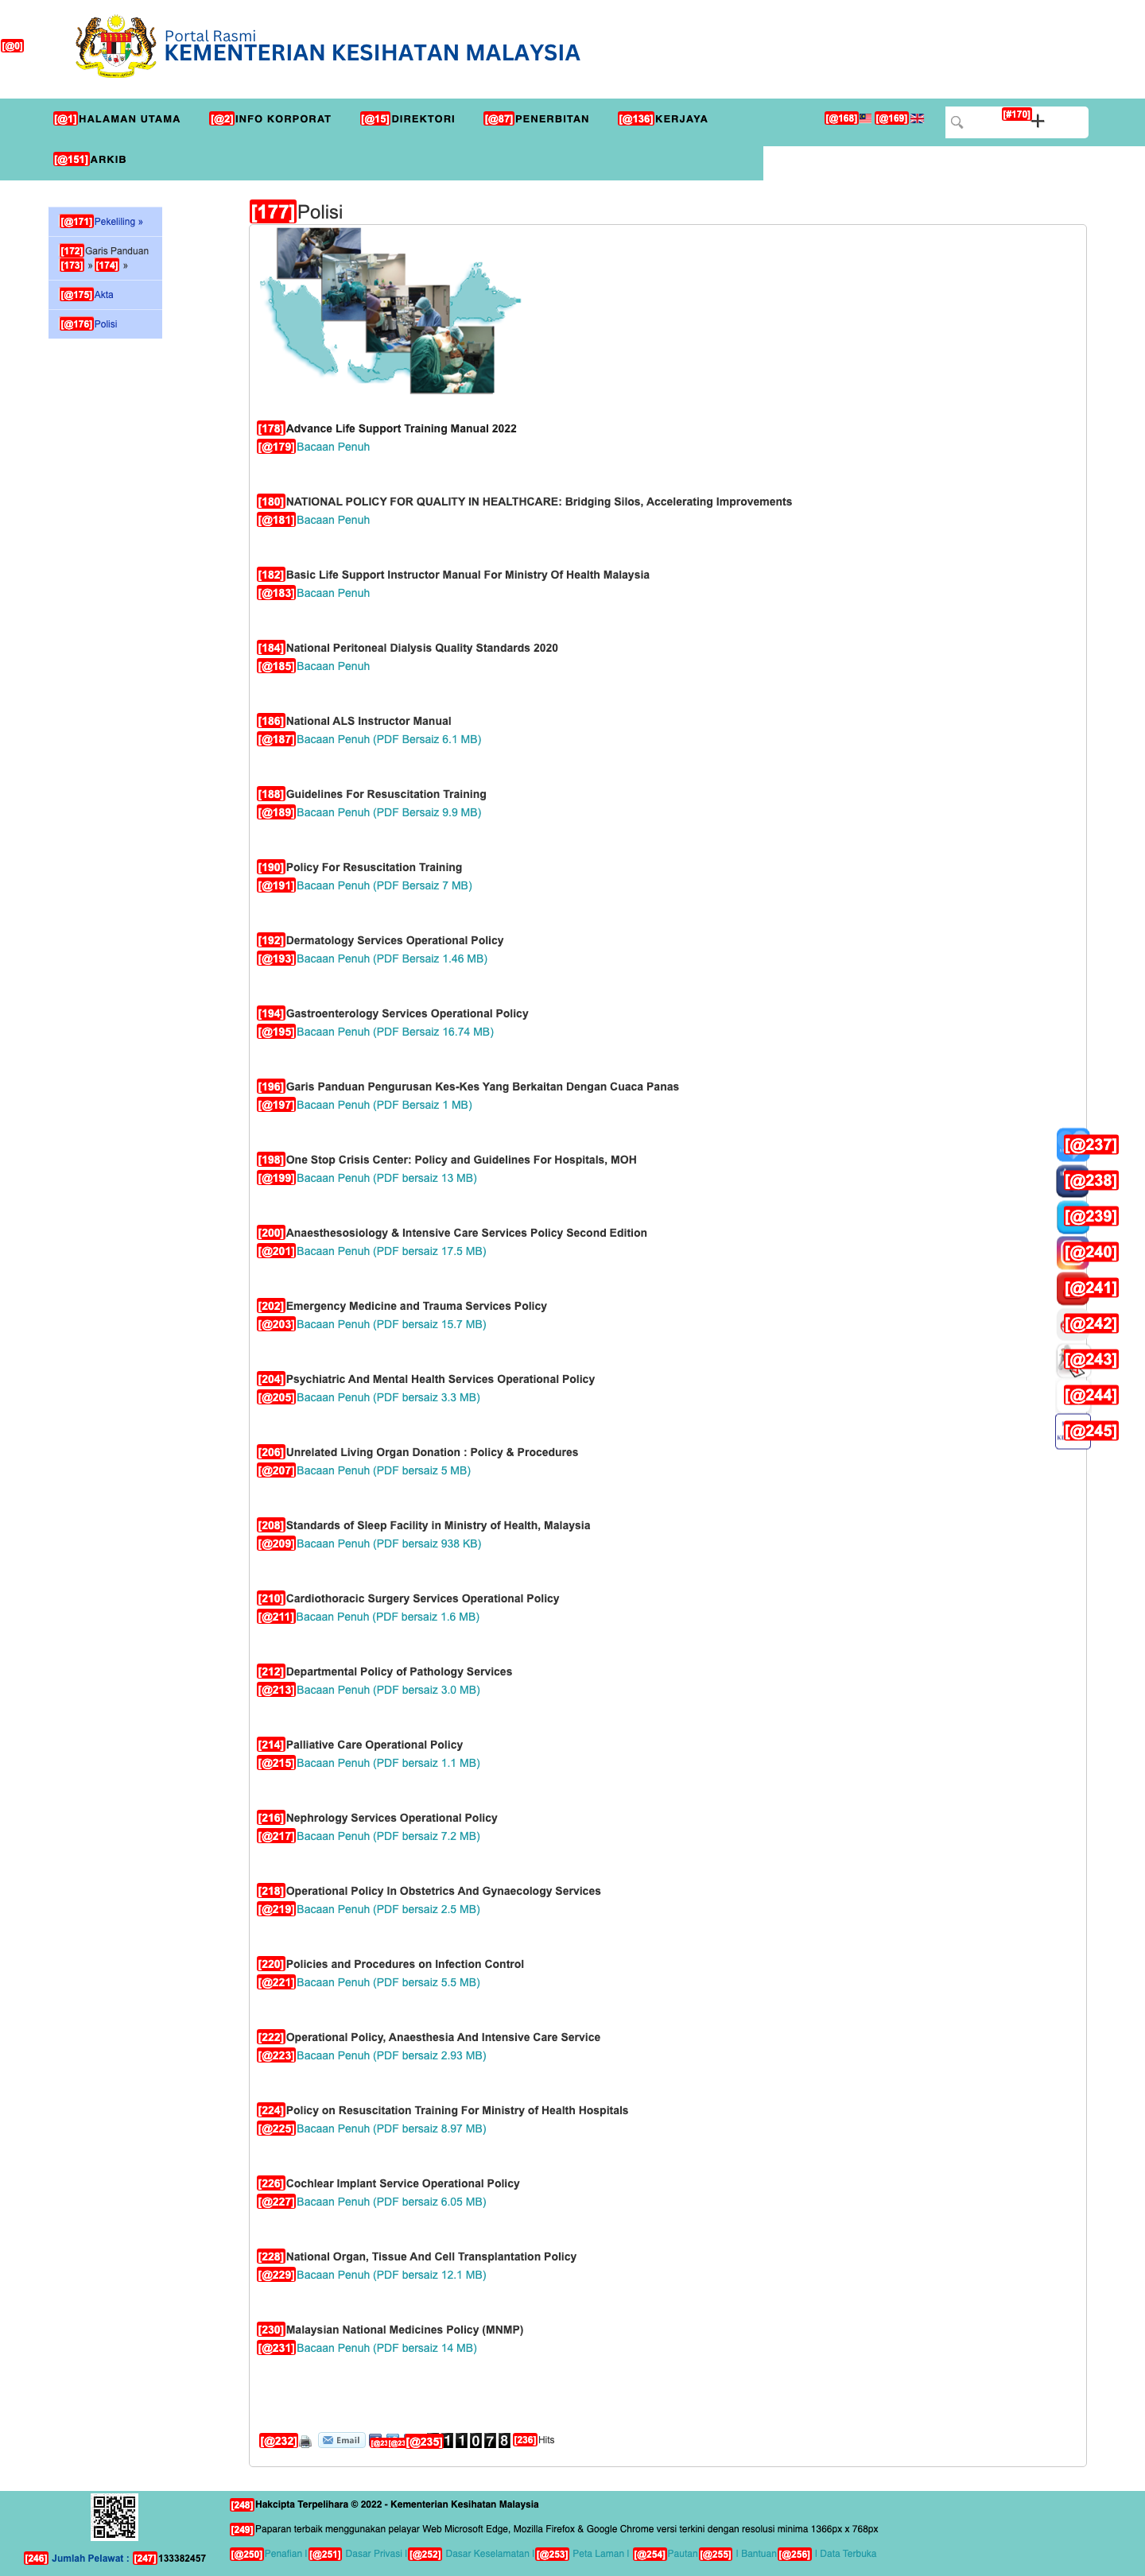 [@0]
Portal Rasmi
KEMENTERIAN KESIHATAN MALAYSIA
[@1]HALAMAN UTAMA [@2]INFO KORPORAT [@15]DIREKTORI [@87]PENERBITAN [@136]KERJAYA [@168] [@169] [#170]
[@151]ARKIB
[@171]Pekeliling »
[172]Garis Panduan
[173] » [174] »
[@175]Akta
[@176]Polisi
[177]Polisi
[178]Advance Life Support Training Manual 2022
[@179]Bacaan Penuh
[180]NATIONAL POLICY FOR QUALITY IN HEALTHCARE: Bridging Silos, Accelerating Improvements
[@181]Bacaan Penuh
[182]Basic Life Support Instructor Manual For Ministry Of Health Malaysia
[@183]Bacaan Penuh
[184]National Peritoneal Dialysis Quality Standards 2020
[@185]Bacaan Penuh
[186]National ALS Instructor Manual
[@187]Bacaan Penuh (PDF Bersaiz 6.1 MB)
[188]Guidelines For Resuscitation Training
[@189]Bacaan Penuh (PDF Bersaiz 9.9 MB)
[190]Policy For Resuscitation Training
[@191]Bacaan Penuh (PDF Bersaiz 7 MB)
[192]Dermatology Services Operational Policy
[@193]Bacaan Penuh (PDF Bersaiz 1.46 MB)
[194]Gastroenterology Services Operational Policy
[@195]Bacaan Penuh (PDF Bersaiz 16.74 MB)
[196]Garis Panduan Pengurusan Kes-Kes Yang Berkaitan Dengan Cuaca Panas
[@197]Bacaan Penuh (PDF Bersaiz 1 MB)
[198]One Stop Crisis Center: Policy and Guidelines For Hospitals, MOH
[@199]Bacaan Penuh (PDF bersaiz 13 MB)
[200]Anaesthesosiology & Intensive Care Services Policy Second Edition
[@201]Bacaan Penuh (PDF bersaiz 17.5 MB)
[202]Emergency Medicine and Trauma Services Policy
[@203]Bacaan Penuh (PDF bersaiz 15.7 MB)
[204]Psychiatric And Mental Health Services Operational Policy
[@205]Bacaan Penuh (PDF bersaiz 3.3 MB)
[206]Unrelated Living Organ Donation : Policy & Procedures
[@207]Bacaan Penuh (PDF bersaiz 5 MB)
[208]Standards of Sleep Facility in Ministry of Health, Malaysia
[@209]Bacaan Penuh (PDF bersaiz 938 KB)
[210]Cardiothoracic Surgery Services Operational Policy
[@211]Bacaan Penuh (PDF bersaiz 1.6 MB)
[212]Departmental Policy of Pathology Services
[@213]Bacaan Penuh (PDF bersaiz 3.0 MB)
[214]Palliative Care Operational Policy
[@215]Bacaan Penuh (PDF bersaiz 1.1 MB)
[216]Nephrology Services Operational Policy
[@217]Bacaan Penuh (PDF bersaiz 7.2 MB)
[218]Operational Policy In Obstetrics And Gynaecology Services
[@219]Bacaan Penuh (PDF bersaiz 2.5 MB)
[220]Policies and Procedures on Infection Control
[@221]Bacaan Penuh (PDF bersaiz 5.5 MB)
[222]Operational Policy, Anaesthesia And Intensive Care Service
[@223]Bacaan Penuh (PDF bersaiz 2.93 MB)
[224]Policy on Resuscitation Training For Ministry of Health Hospitals
[@225]Bacaan Penuh (PDF bersaiz 8.97 MB)
[226]Cochlear Implant Service Operational Policy
[@227]Bacaan Penuh (PDF bersaiz 6.05 MB)
[228]National Organ, Tissue And Cell Transplantation Policy
[@229]Bacaan Penuh (PDF bersaiz 12.1 MB)
[230]Malaysian National Medicines Policy (MNMP)
[@231]Bacaan Penuh (PDF bersaiz 14 MB)
[@232] Email [@235] 1 1 0 7 8 [236]Hits
[@237]
[@238]
[@239]
[@240]
[@241]
[@242]
[@243]
[@244]
[@245]
[248]Hakcipta Terpelihara © 2022 - Kementerian Kesihatan Malaysia
[249]Paparan terbaik menggunakan pelayar Web Microsoft Edge, Mozilla Firefox & Google Chrome versi terkini dengan resolusi minima 1366px x 768px
[246] Jumlah Pelawat : [247]133382457
[@250]Penafian | [@251] Dasar Privasi | [@252] Dasar Keselamatan | [@253] Peta Laman | [@254]Pautan [@255] | Bantuan [@256] | Data Terbuka